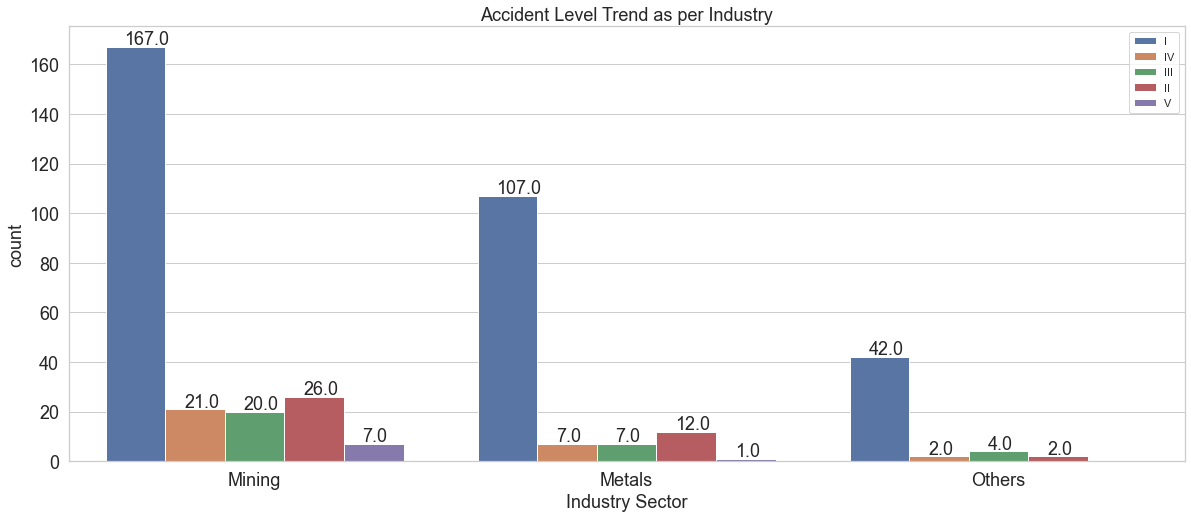 Accident Level Trend as per Industry
I
IV
III
II
V
count
160
140
120
100
80
60
40
20
0
167.0
21.0
20.0
26.0
7.0
107.0
7.0
7.0
12.0
1.0
42.0
2.0
4.0
2.0
Mining
Metals
Others
Industry Sector